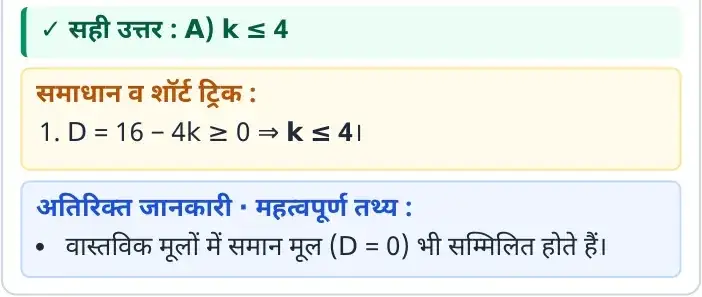 ✓ सही उत्तर : A) k ≤ 4
समाधान व शॉर्ट ट्रिक :
1. D = 16 − 4k ≥ 0 ⇒ k ≤ 4।
अतिरिक्त जानकारी · महत्वपूर्ण तथ्य :
• वास्तविक मूलों में समान मूल (D = 0) भी सम्मिलित होते हैं।